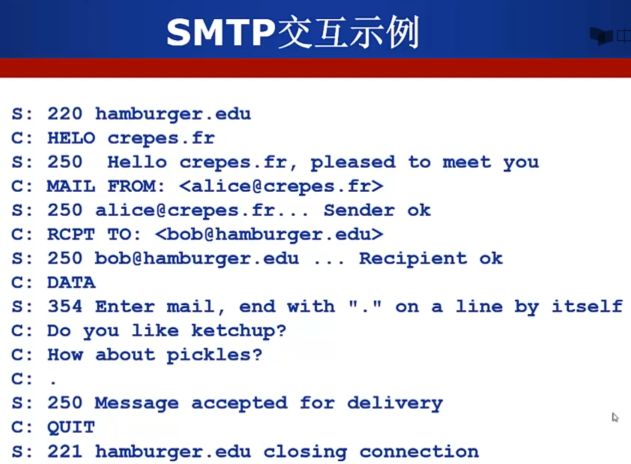 SMTP交互示例
S: 220 hamburger.edu
C: HELO crepes.fr
S: 250  Hello crepes.fr, pleased to meet you
C: MAIL FROM: <alice@crepes.fr>
S: 250 alice@crepes.fr... Sender ok
C: RCPT TO: <bob@hamburger.edu>
S: 250 bob@hamburger.edu ... Recipient ok
C: DATA
S: 354 Enter mail, end with "." on a line by itself
C: Do you like ketchup?
C: How about pickles?
C: .
S: 250 Message accepted for delivery
C: QUIT
S: 221 hamburger.edu closing connection